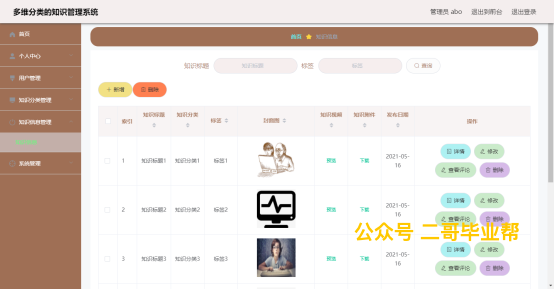 多维分类的知识管理系统
管理员 abo 退出到前台 退出登录
首页
个人中心
用户管理
知识分类管理
知识信息管理
系统管理
首页 知识信息
知识标题 知识标题 标签 标签 查询
新增 删除
索引 知识标题 知识分类 标签 封面图 知识视频 知识附件 发布日期 操作
1 知识标题1 知识分类1 标签1 下载 2021-05-16 详情 修改
查看评论 删除
2 知识标题2 知识分类2 标签2 下载 2021-05-16 详情 修改
查看评论 删除
3 知识标题3 知识分类3 标签3 下载 2021-05-16 详情 修改
查看评论 删除
公众号 二哥毕业帮